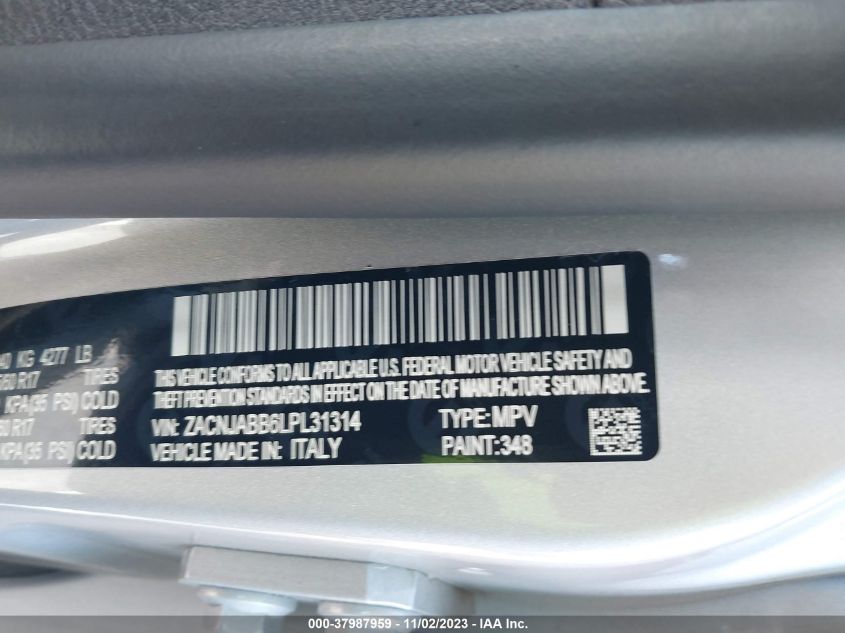 40 KG 4277 LB
60 R17 TIRES
KPA(35 PSI) COLD
60 R17 TIRES
KPA(35 PSI) COLD
THIS VEHICLE CONFORMS TO ALL APPLICABLE U.S. FEDERAL MOTOR VEHICLE SAFETY AND
THEFT PREVENTION STANDARDS IN EFFECT ON THE DATE OF MANUFACTURE SHOWN ABOVE.
VIN: ZACNJABB6LPL31314 TYPE: MPV
VEHICLE MADE IN: ITALY PAINT: 348
000-37987959 — 11/02/2023 — IAA Inc.